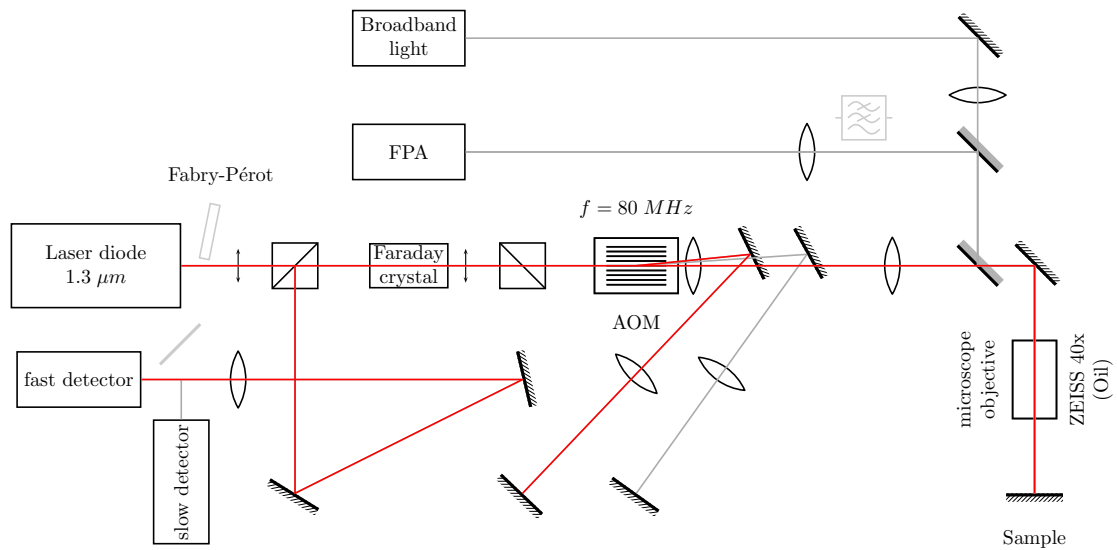 Broadband
light
FPA
Fabry-Pérot
f = 80 MHz
Laser diode
1.3 μm
Faraday
crystal
AOM
fast detector
slow detector
microscope
objective
ZEISS 40x
(Oil)
Sample